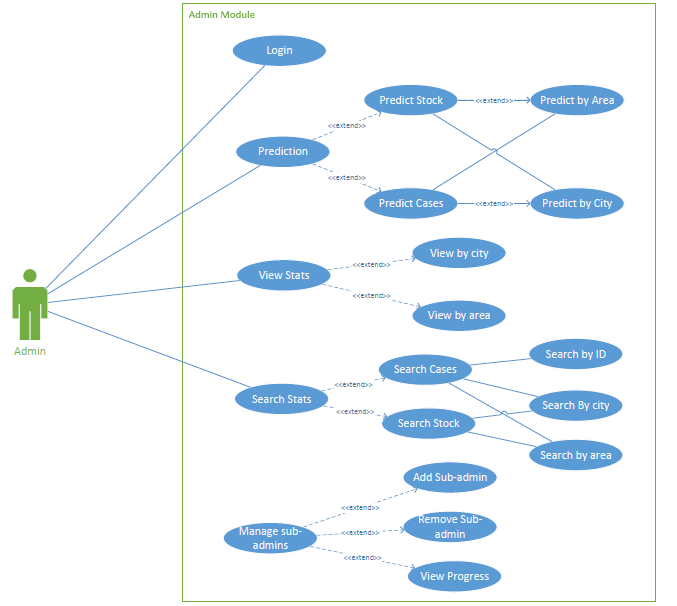 Admin Module
Login
Predict Stock
<<extend>>
Predict by Area
<<extend>>
Prediction
<<extend>>
Predict Cases
<<extend>>
Predict by City
View by city
<<extend>>
View Stats
<<extend>>
View by area
Admin
Search by ID
Search Cases
<<extend>>
Search Stats
<<extend>>
Search By city
Search Stock
Search by area
Add Sub-admin
<<extend>>
Remove Sub-
admin
<<extend>>
Manage sub-
admins
<<extend>>
View Progress